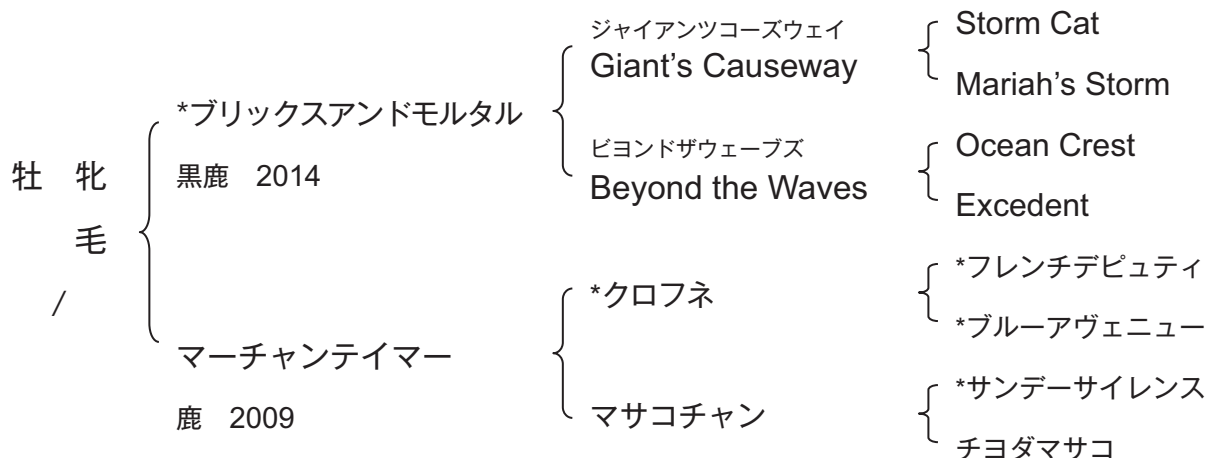 牡 牝
毛
/
*ブリックスアンドモルタル
黒鹿 2014
マーチャンテイマー
鹿 2009
ジャイアンツコーズウェイ
Giant's Causeway
ビヨンドザウェーブズ
Beyond the Waves
*クロフネ
マサコチャン
Storm Cat
Mariah's Storm
Ocean Crest
Excedent
*フレンチデピュティ
*ブルーアヴェニュー
*サンデーサイレンス
チヨダマサコ